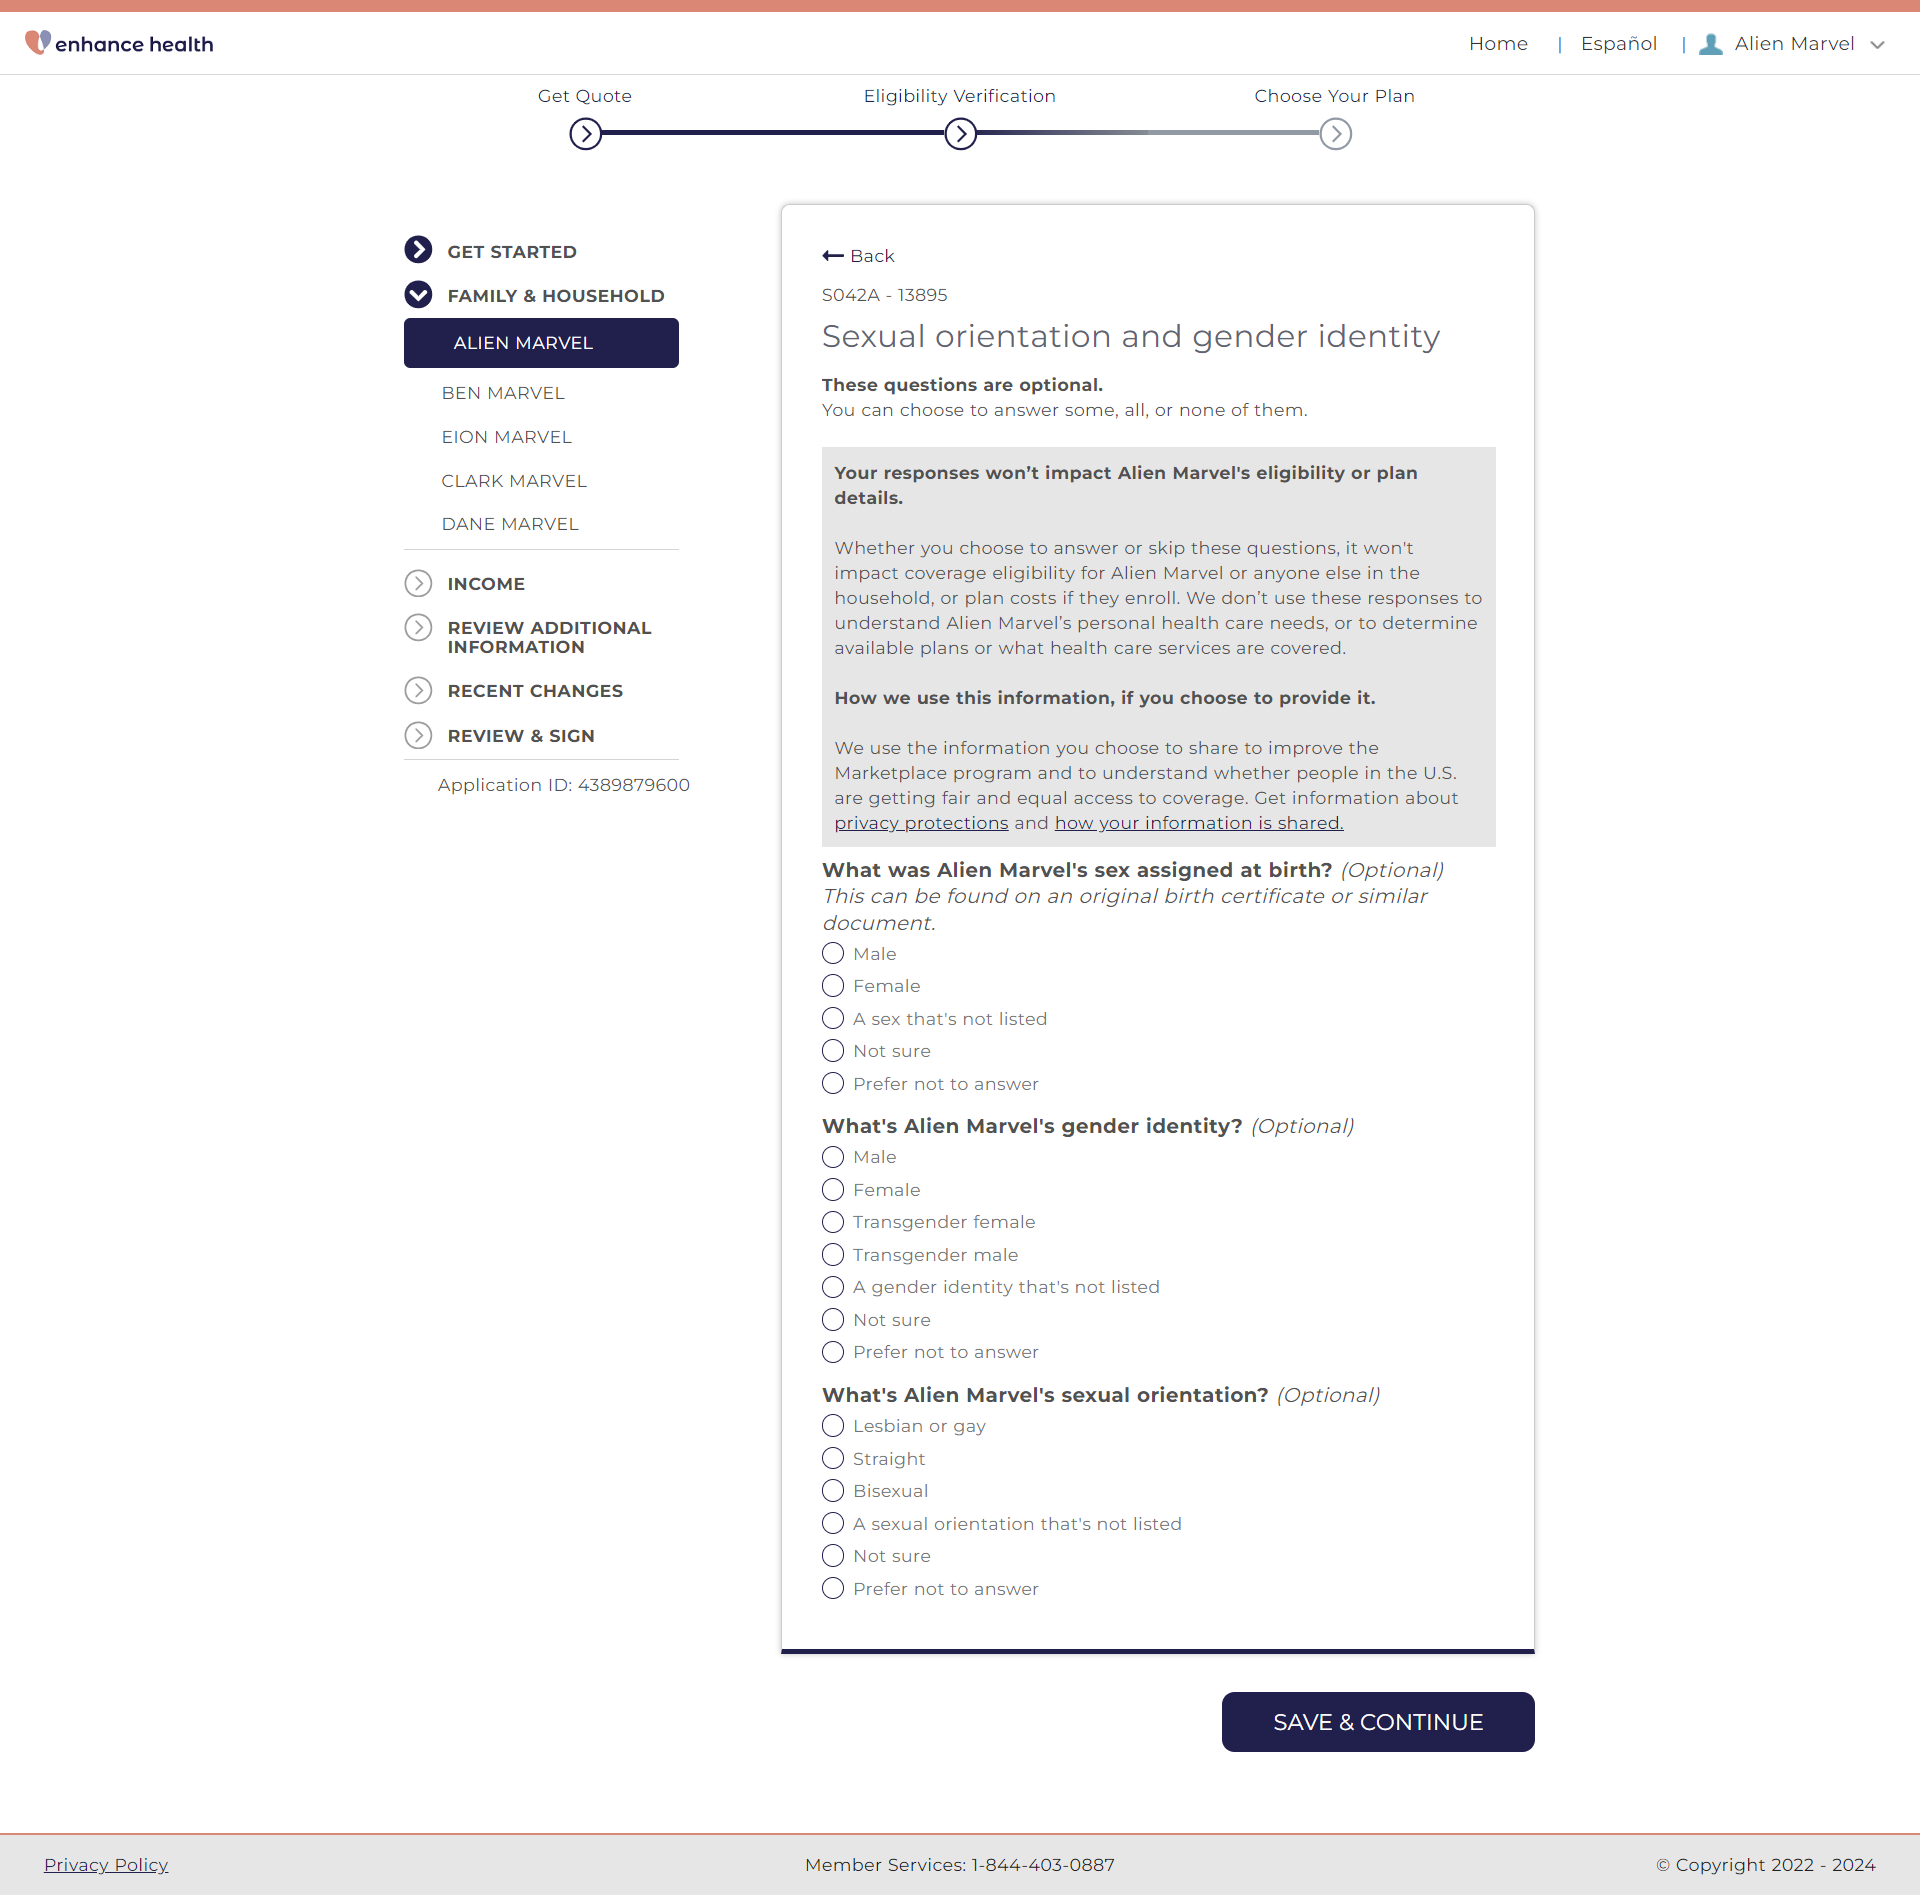 enhance health
Home | Español | Alien Marvel
Get Quote
Eligibility Verification
Choose Your Plan
GET STARTED
FAMILY & HOUSEHOLD
ALIEN MARVEL
BEN MARVEL
EION MARVEL
CLARK MARVEL
DANE MARVEL
INCOME
REVIEW ADDITIONAL
INFORMATION
RECENT CHANGES
REVIEW & SIGN
Application ID: 4389879600
Back
S042A - 13895
Sexual orientation and gender identity
These questions are optional.
You can choose to answer some, all, or none of them.
Your responses won’t impact Alien Marvel's eligibility or plan
details.
Whether you choose to answer or skip these questions, it won't
impact coverage eligibility for Alien Marvel or anyone else in the
household, or plan costs if they enroll. We don’t use these responses to
understand Alien Marvel’s personal health care needs, or to determine
available plans or what health care services are covered.
How we use this information, if you choose to provide it.
We use the information you choose to share to improve the
Marketplace program and to understand whether people in the U.S.
are getting fair and equal access to coverage. Get information about
privacy protections and how your information is shared.
What was Alien Marvel's sex assigned at birth? (Optional)
This can be found on an original birth certificate or similar
document.
Male
Female
A sex that's not listed
Not sure
Prefer not to answer
What's Alien Marvel's gender identity? (Optional)
Male
Female
Transgender female
Transgender male
A gender identity that's not listed
Not sure
Prefer not to answer
What's Alien Marvel's sexual orientation? (Optional)
Lesbian or gay
Straight
Bisexual
A sexual orientation that's not listed
Not sure
Prefer not to answer
SAVE & CONTINUE
Privacy Policy
Member Services: 1-844-403-0887
© Copyright 2022 - 2024